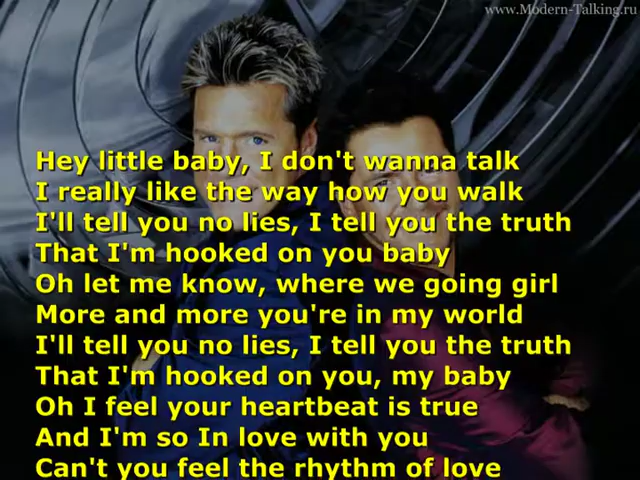 www.Modern-Talking.ru
Hey little baby, I don't wanna talk
I really like the way how you walk
I'll tell you no lies, I tell you the truth
That I'm hooked on you baby
Oh let me know, where we going girl
More and more you're in my world
I'll tell you no lies, I tell you the truth
That I'm hooked on you, my baby
Oh I feel your heartbeat is true
And I'm so In love with you
Can't you feel the rhythm of love